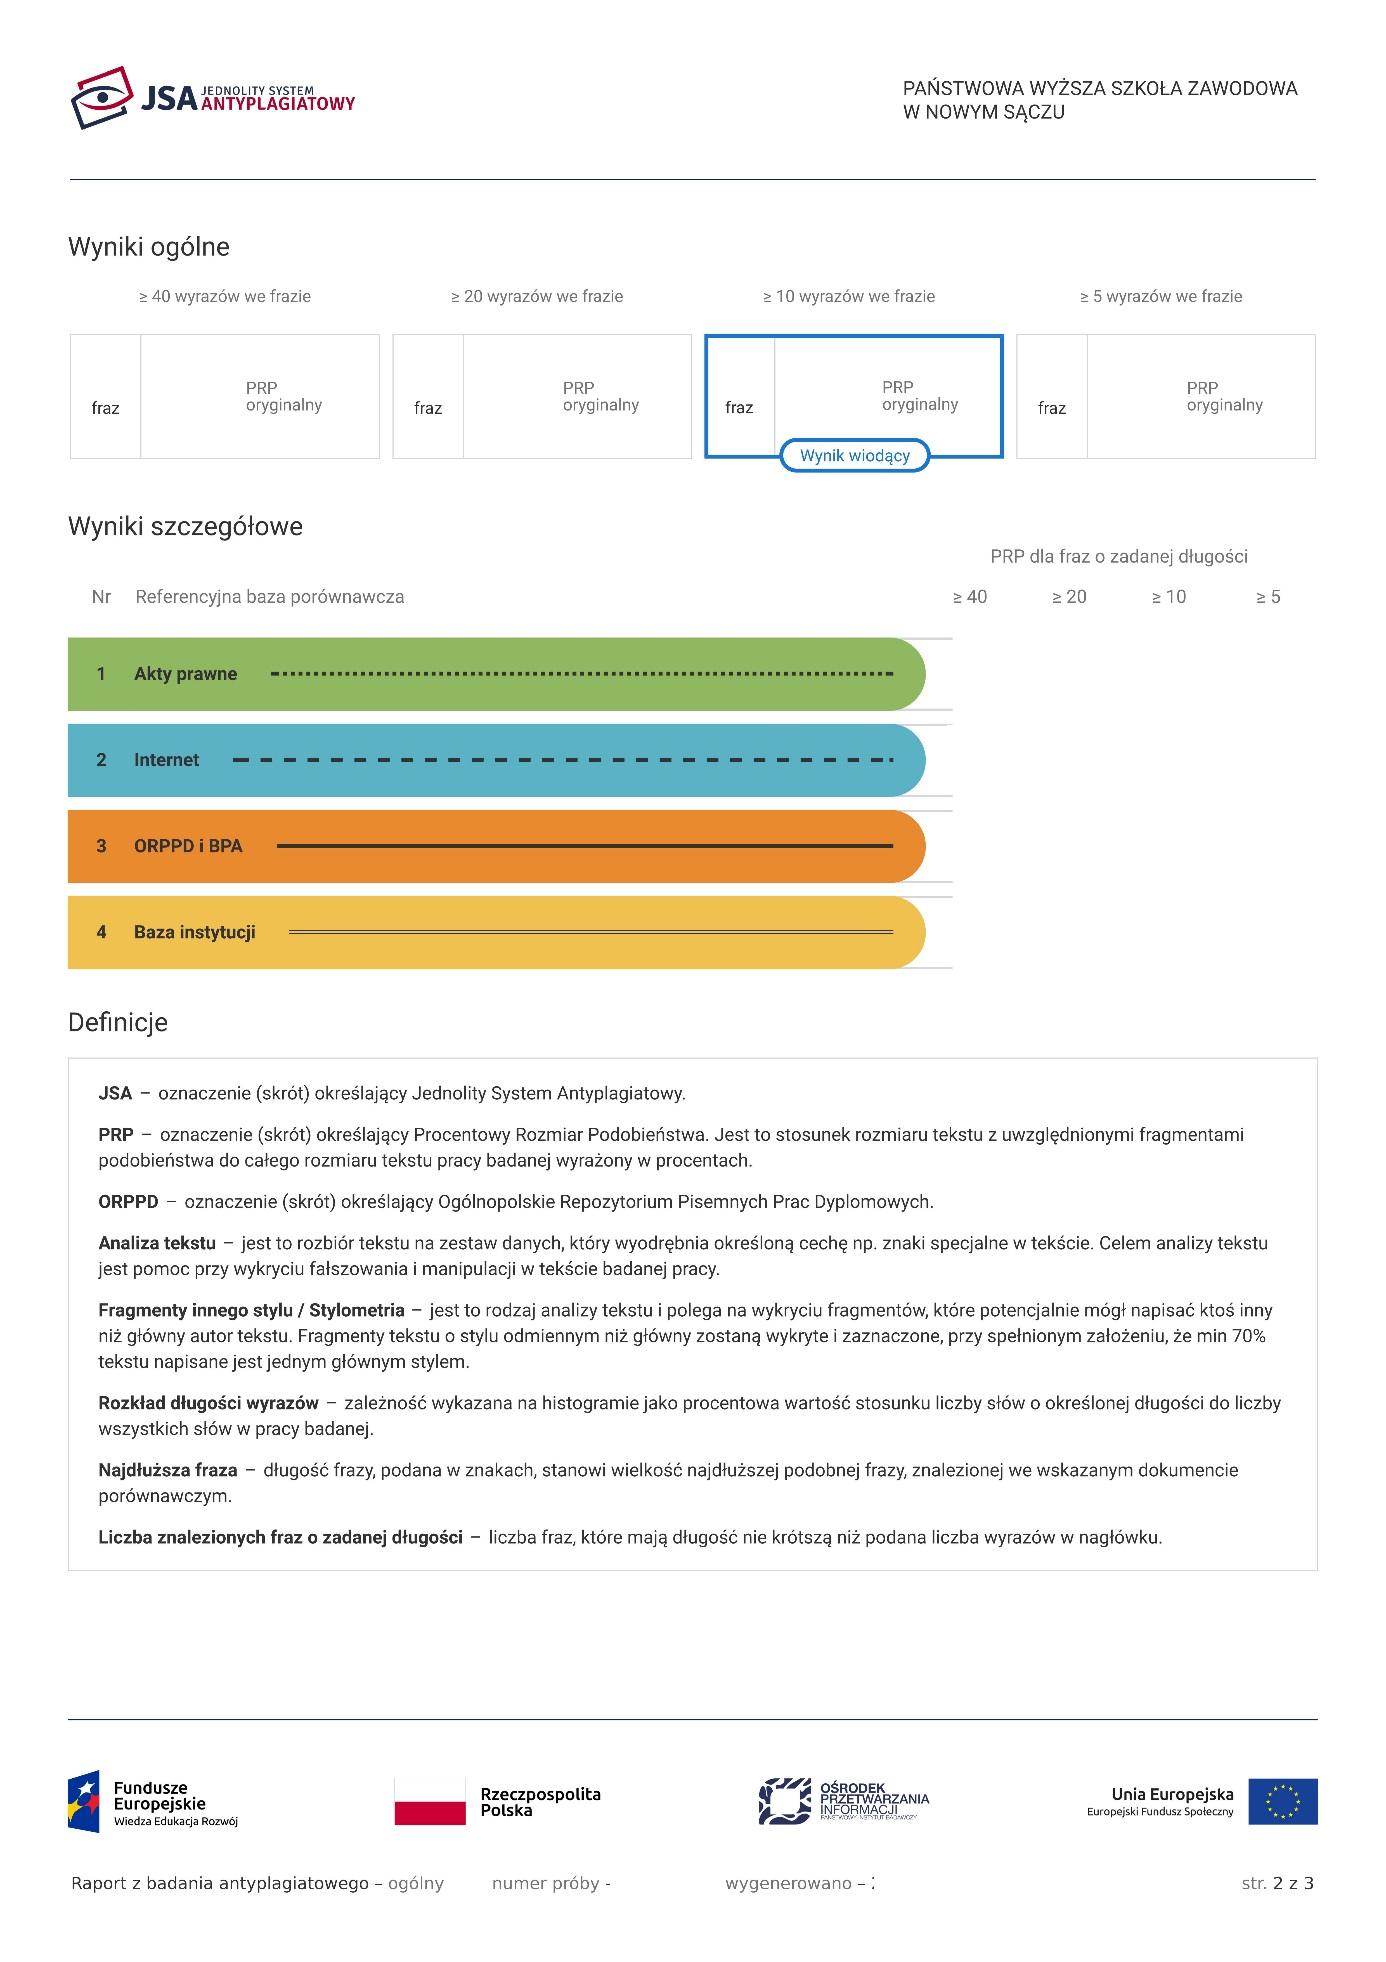 JSA JEDNOLITY SYSTEM
ANTYPLAGIATOWY
PAŃSTWOWA WYŻSZA SZKOŁA ZAWODOWA
W NOWYM SĄCZU
Wyniki ogólne
≥ 40 wyrazów we frazie
≥ 20 wyrazów we frazie
≥ 10 wyrazów we frazie
≥ 5 wyrazów we frazie
fraz
PRP
oryginalny
fraz
PRP
oryginalny
fraz
PRP
oryginalny
Wynik wiodący
fraz
PRP
oryginalny
Wyniki szczegółowe
PRP dla fraz o zadanej długości
Nr Referencyjna baza porównawcza ≥ 40 ≥ 20 ≥ 10 ≥ 5
1 Akty prawne
2 Internet
3 ORPPD i BPA
4 Baza instytucji
Definicje
JSA – oznaczenie (skrót) określający Jednolity System Antyplagiatowy.
PRP – oznaczenie (skrót) określający Procentowy Rozmiar Podobieństwa. Jest to stosunek rozmiaru tekstu z uwzględnionymi fragmentami
podobieństwa do całego rozmiaru tekstu pracy badanej wyrażony w procentach.
ORPPD – oznaczenie (skrót) określający Ogólnopolskie Repozytorium Pisemnych Prac Dyplomowych.
Analiza tekstu – jest to rozbiór tekstu na zestaw danych, który wyodrębnia określoną cechę np. znaki specjalne w tekście. Celem analizy tekstu
jest pomoc przy wykryciu fałszowania i manipulacji w tekście badanej pracy.
Fragmenty innego stylu / Stylometria – jest to rodzaj analizy tekstu i polega na wykryciu fragmentów, które potencjalnie mógł napisać ktoś inny
niż główny autor tekstu. Fragmenty tekstu o stylu odmiennym niż główny zostaną wykryte i zaznaczone, przy spełnionym założeniu, że min 70%
tekstu napisane jest jednym głównym stylem.
Rozkład długości wyrazów – zależność wykazana na histogramie jako procentowa wartość stosunku liczby słów o określonej długości do liczby
wszystkich słów w pracy badanej.
Najdłuższa fraza – długość frazy, podana w znakach, stanowi wielkość najdłuższej podobnej frazy, znalezionej we wskazanym dokumencie
porównawczym.
Liczba znalezionych fraz o zadanej długości – liczba fraz, które mają długość nie krótszą niż podana liczba wyrazów w nagłówku.
Fundusze
Europejskie
Wiedza Edukacja Rozwój
Rzeczpospolita
Polska
OŚRODEK
PRZETWARZANIA
INFORMACJI
PAŃSTWOWY INSTYTUT BADAWCZY
Unia Europejska
Europejski Fundusz Społeczny
Raport z badania antyplagiatowego – ogólny numer próby - wygenerowano – str. 2 z 3